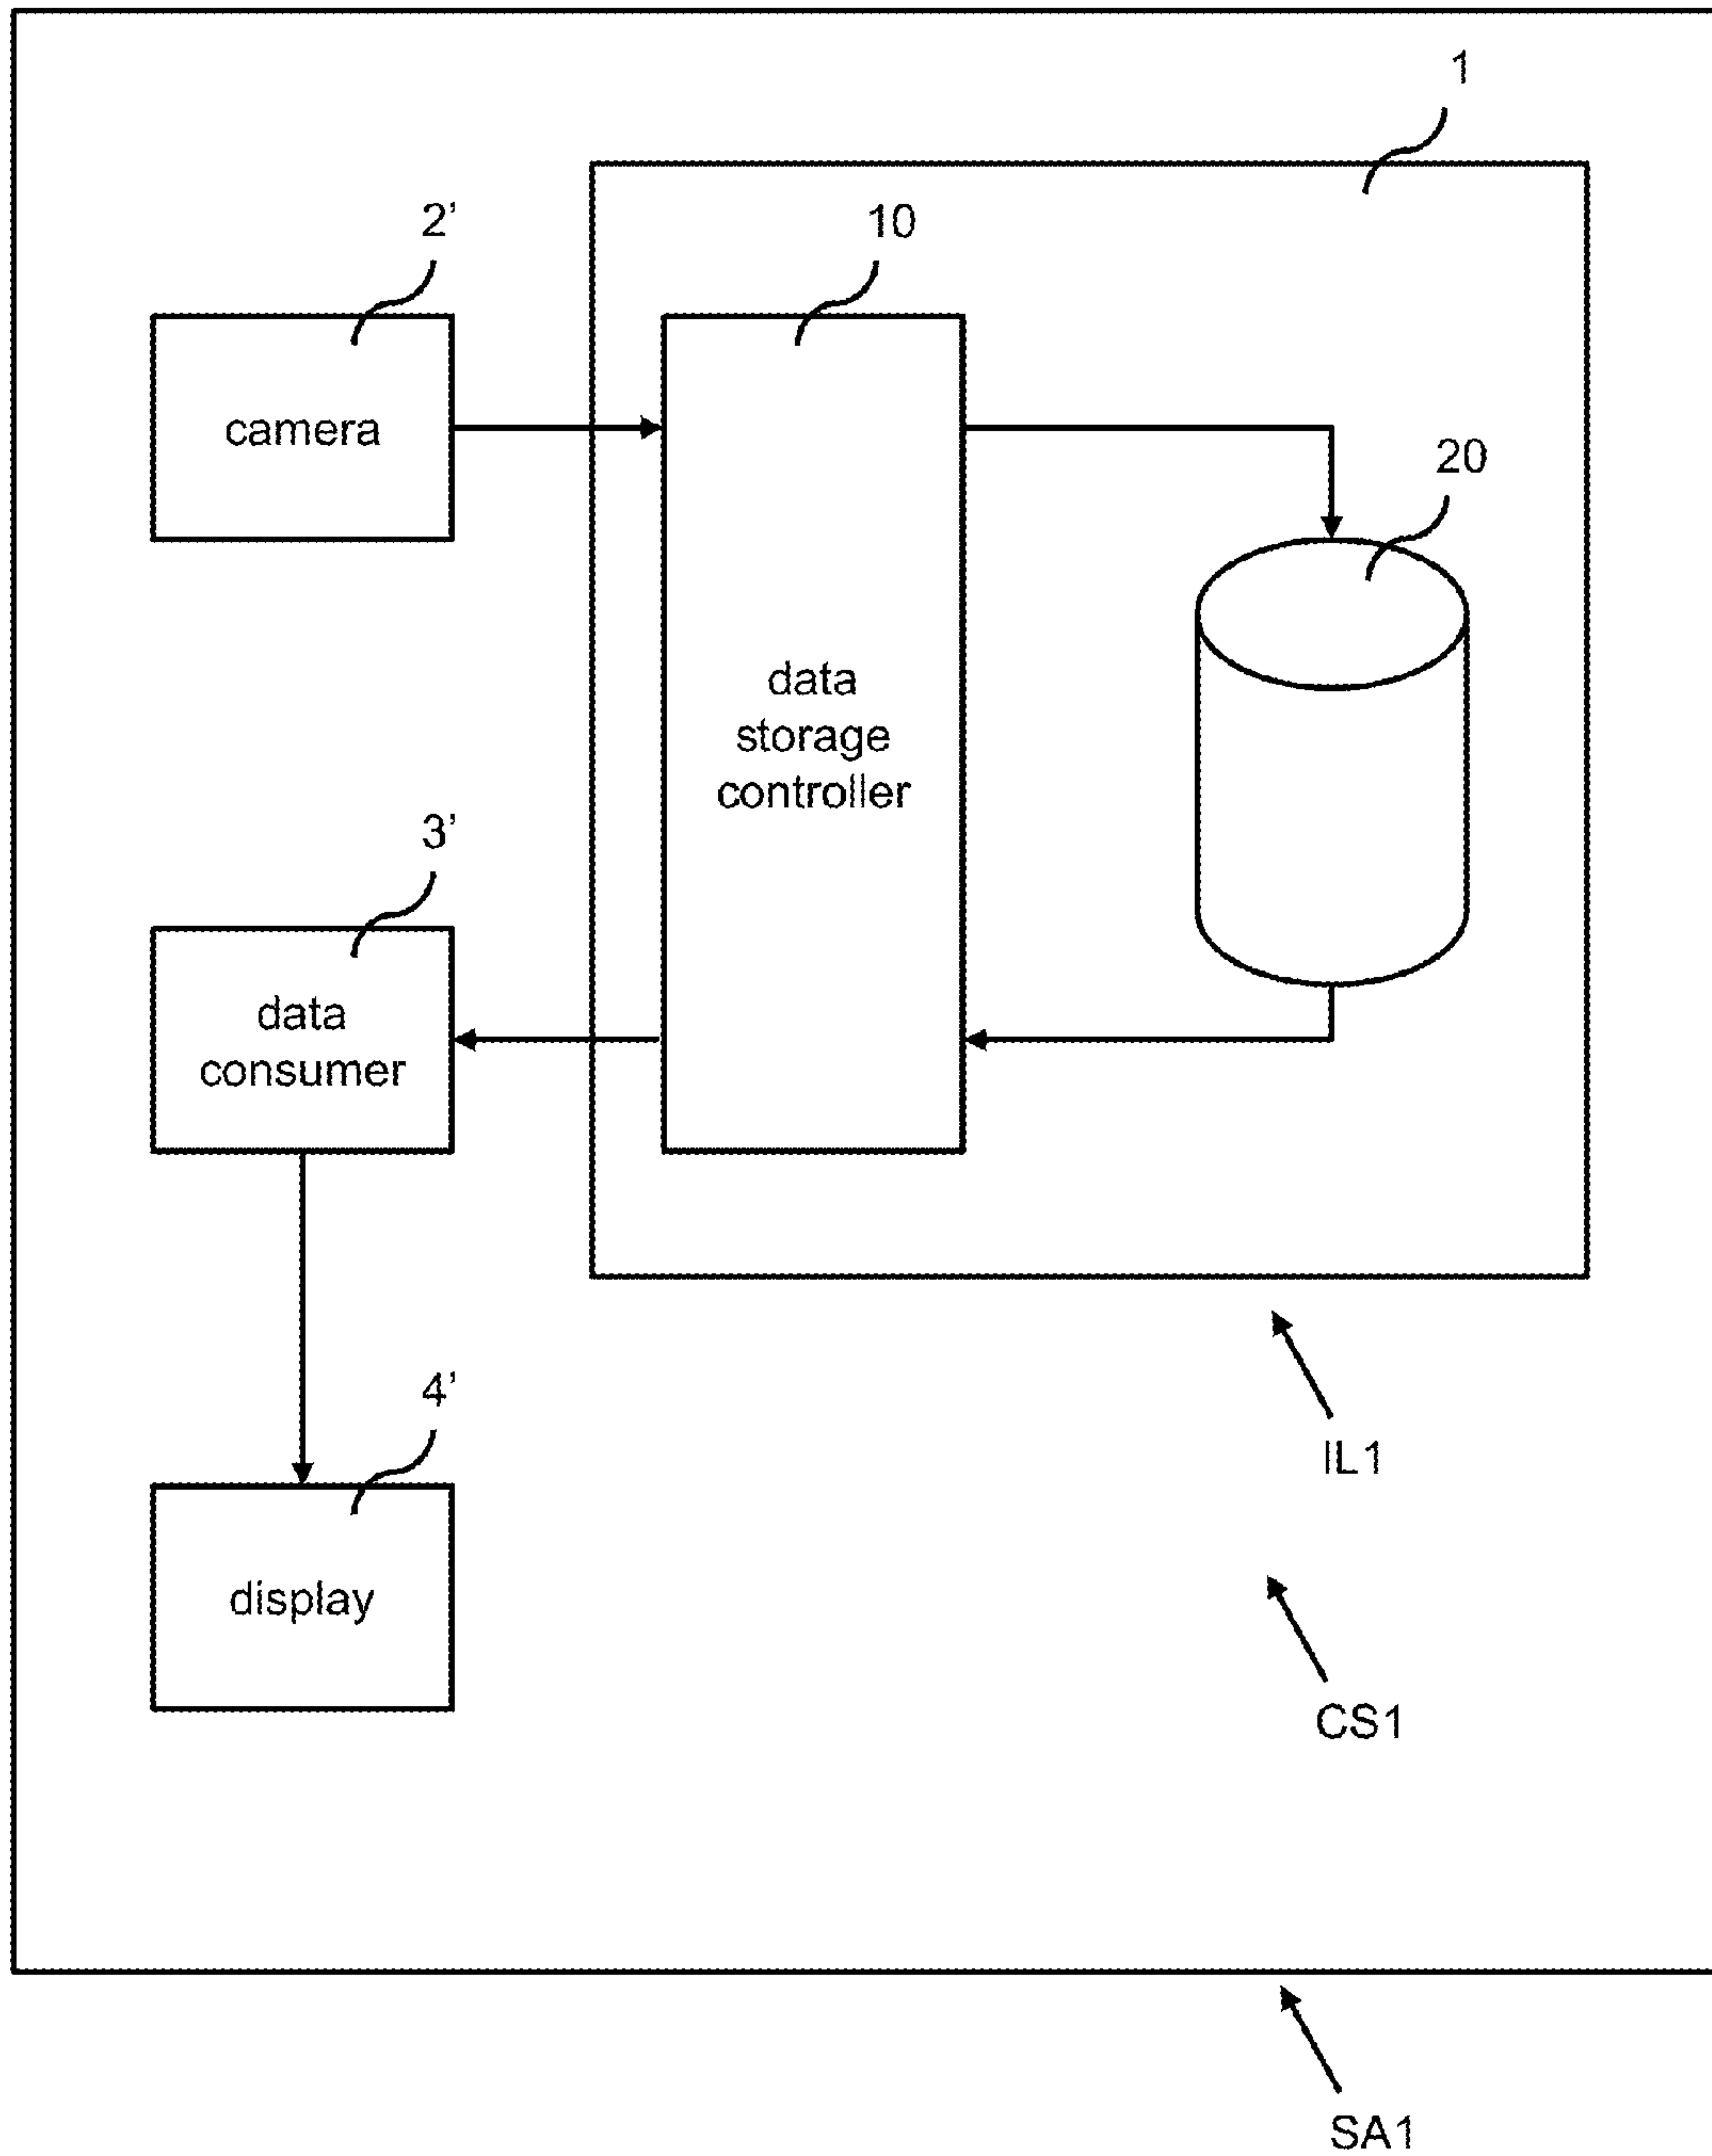 1
2’
10
camera
20
data
storage
controller
3’
data
consumer
4’
IL1
display
CS1
SA1